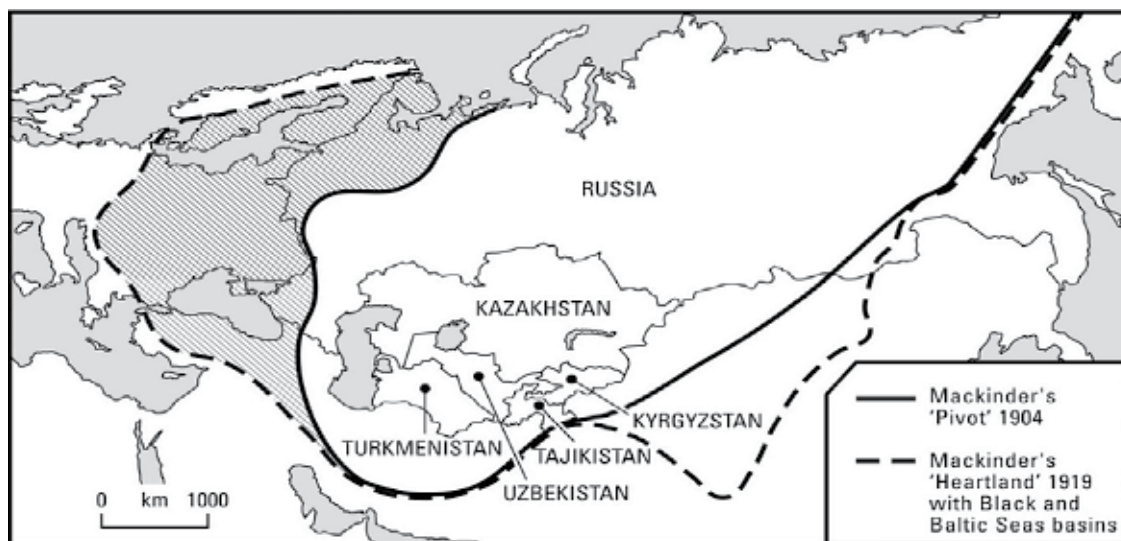 RUSSIA
KAZAKHSTAN
KYRGYZSTAN
TURKMENISTAN
TAJIKISTAN
UZBEKISTAN
0 km 1000
Mackinder's
'Pivot' 1904
Mackinder's
'Heartland' 1919
with Black and
Baltic Seas basins